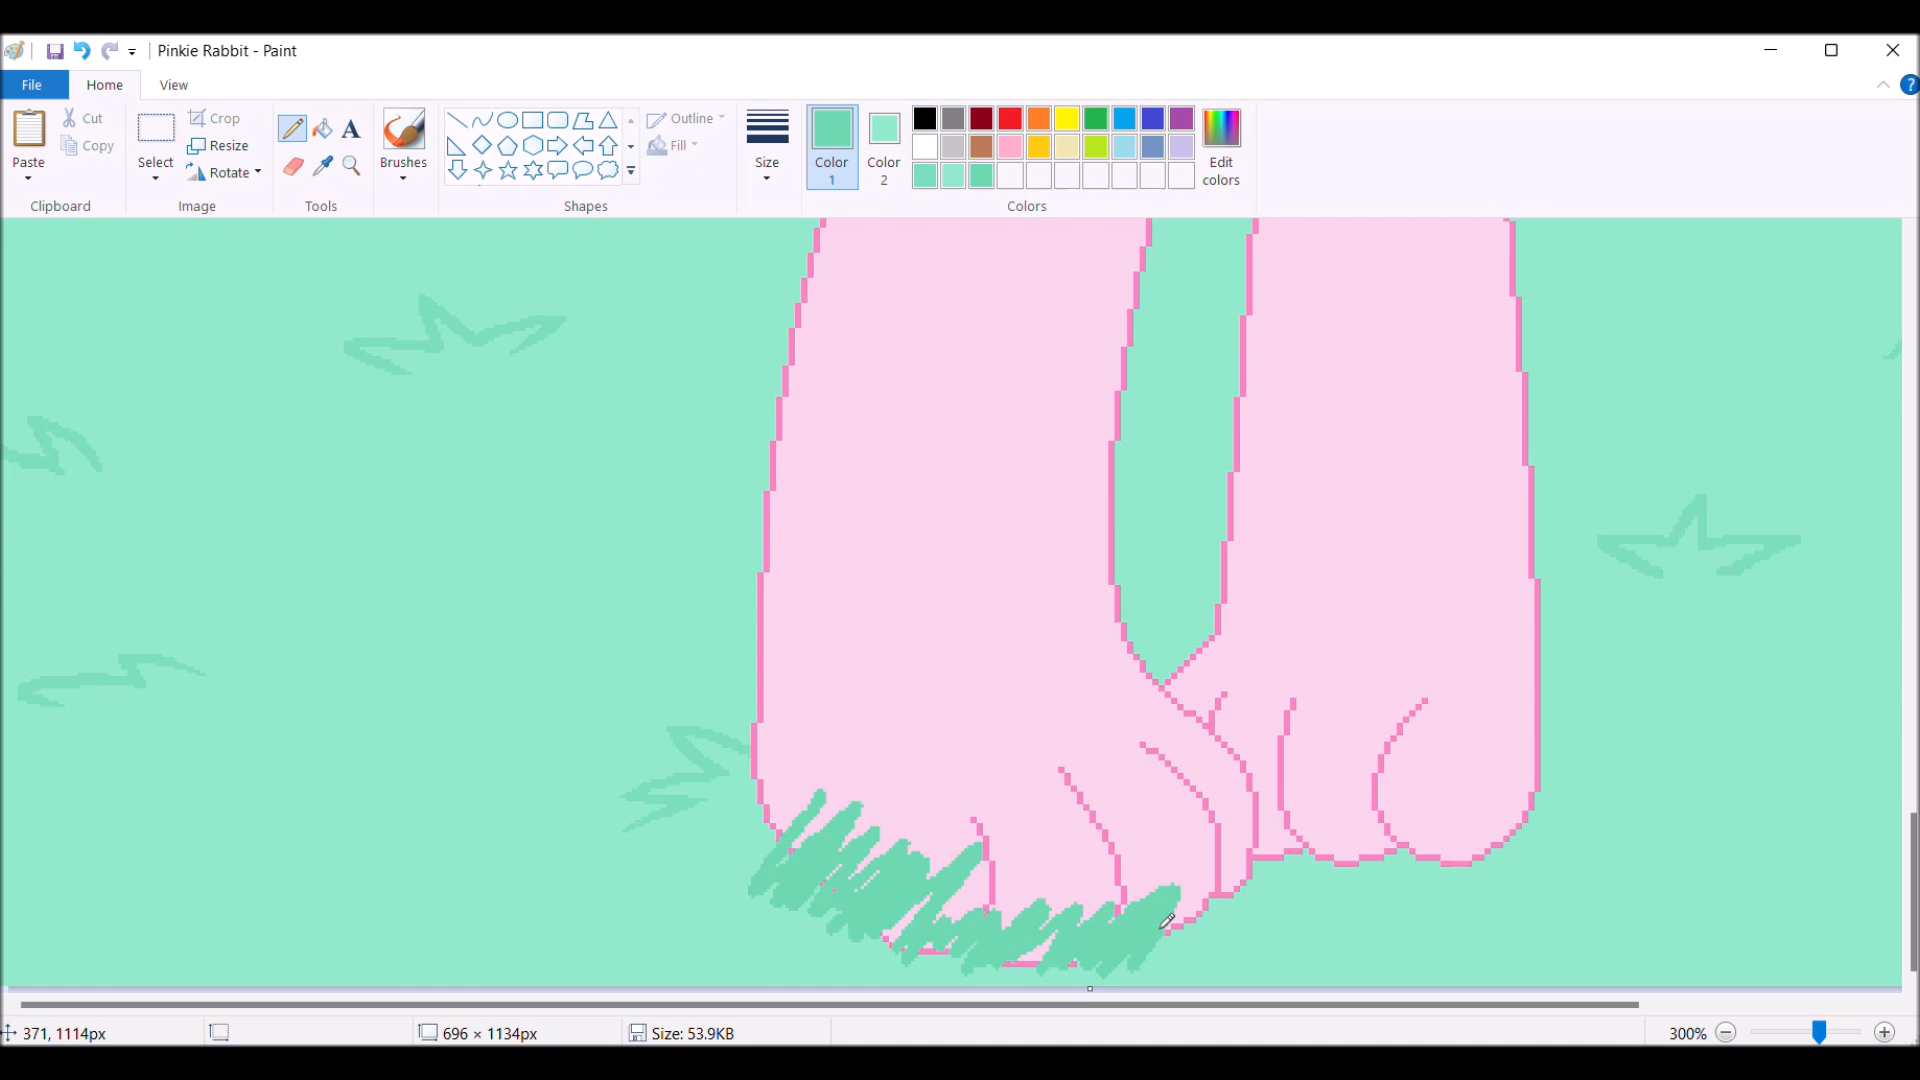 Pinkie Rabbit - Paint
File Home View
Paste
Cut
Copy
Clipboard
Select
Crop
Resize
Rotate
Image
A
Tools
Brushes
Shapes
Outline
Fill
Size
Color 1
Color 2
Colors
Edit colors
?
371, 1114px
696 × 1134px
Size: 53.9KB
300%